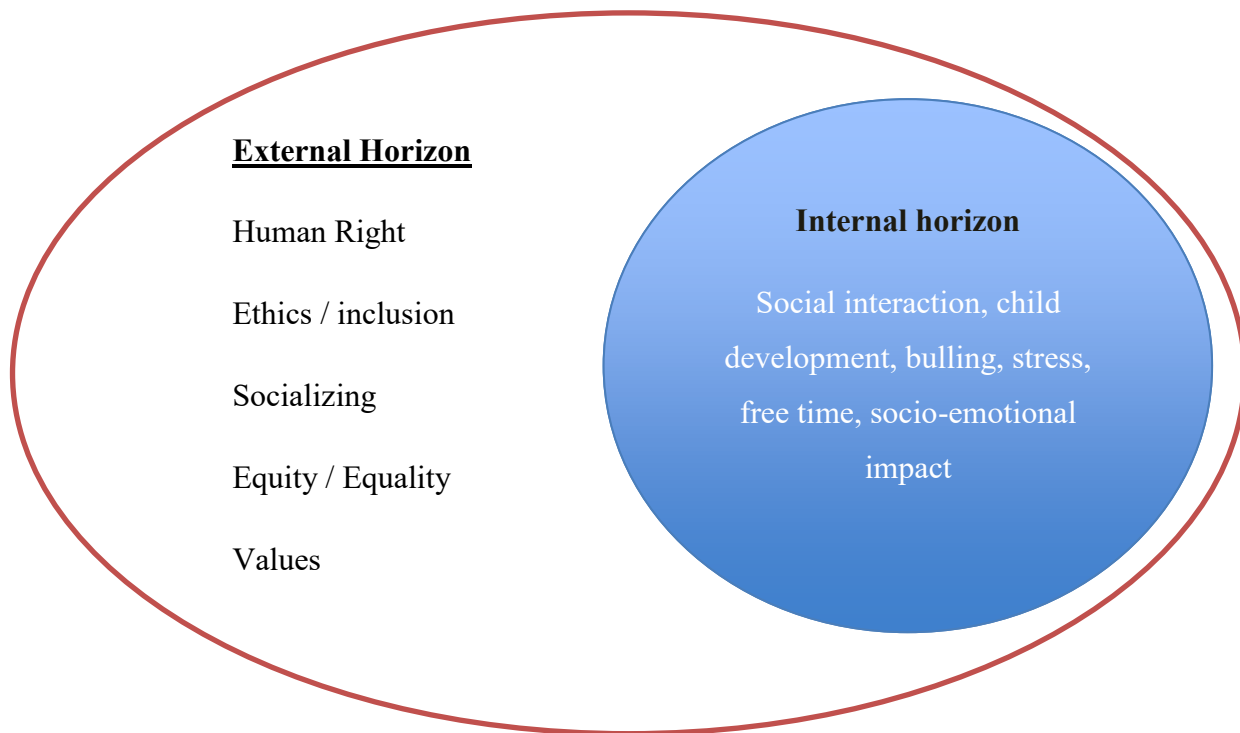 External Horizon
Human Right
Ethics / inclusion
Socializing
Equity / Equality
Values
Internal horizon
Social interaction, child
development, bulling, stress,
free time, socio-emotional
impact